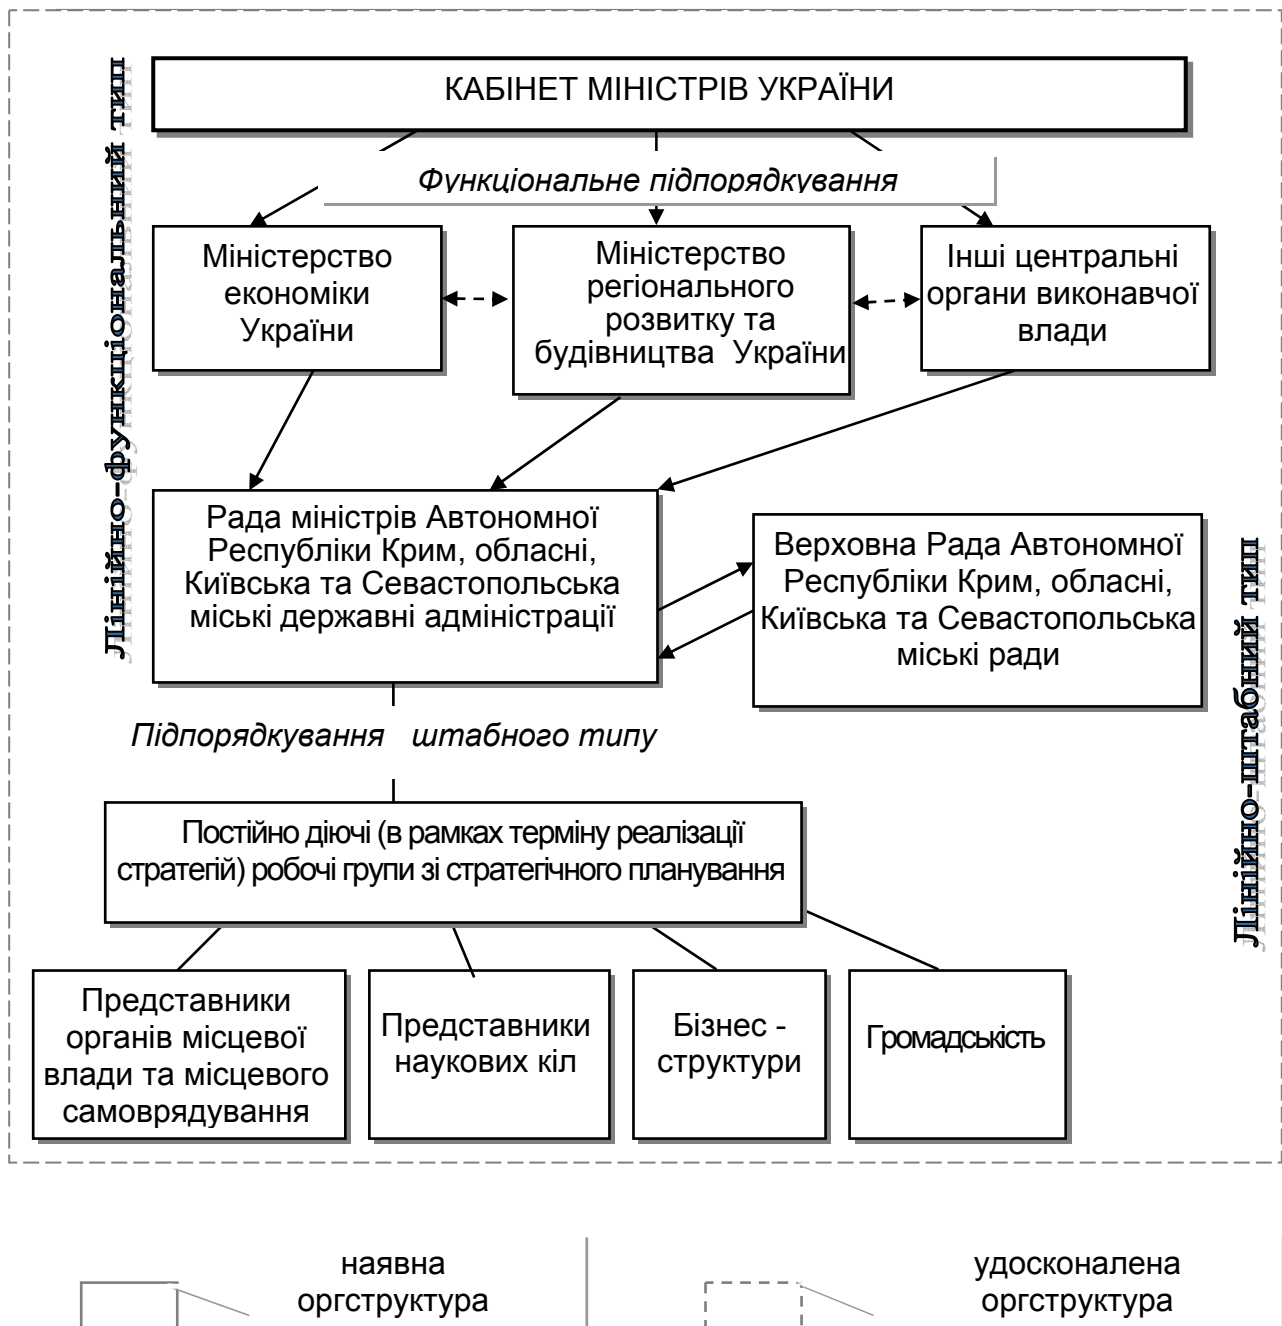 Лінійно-функціональний тип
КАБІНЕТ МІНІСТРІВ УКРАЇНИ
Функціональне підпорядкування
Міністерство
економіки
України
Міністерство
регіонального
розвитку та
будівництва України
Інші центральні
органи виконавчої
влади
Рада міністрів Автономної
Республіки Крим, обласні,
Київська та Севастопольська
міські державні адміністрації
Верховна Рада Автономної
Республіки Крим, обласні,
Київська та Севастопольська
міські ради
Лінійно-штабний тип
Підпорядкування штабного типу
Постійно діючі (в рамках терміну реалізації
стратегій) робочі групи зі стратегічного планування
Представники
органів місцевої
влади та місцевого
самоврядування
Представники
наукових кіл
Бізнес -
структури
Громадськість
наявна
оргструктура
удосконалена
оргструктура